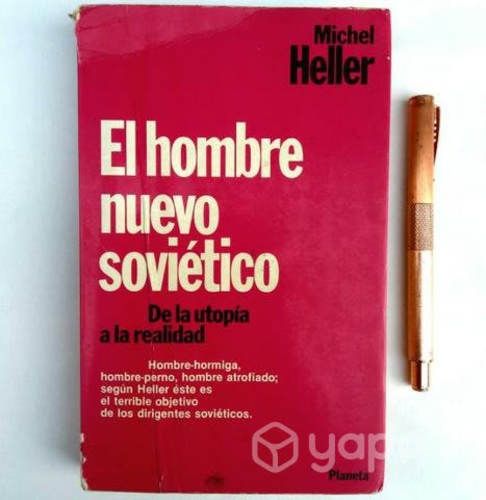 Michel
Heller
El hombre
nuevo
soviético
De la utopía
a la realidad
Hombre-hormiga,
hombre-perno, hombre atrofiado;
según Heller éste es
el terrible objetivo
de los dirigentes soviéticos.
Planeta